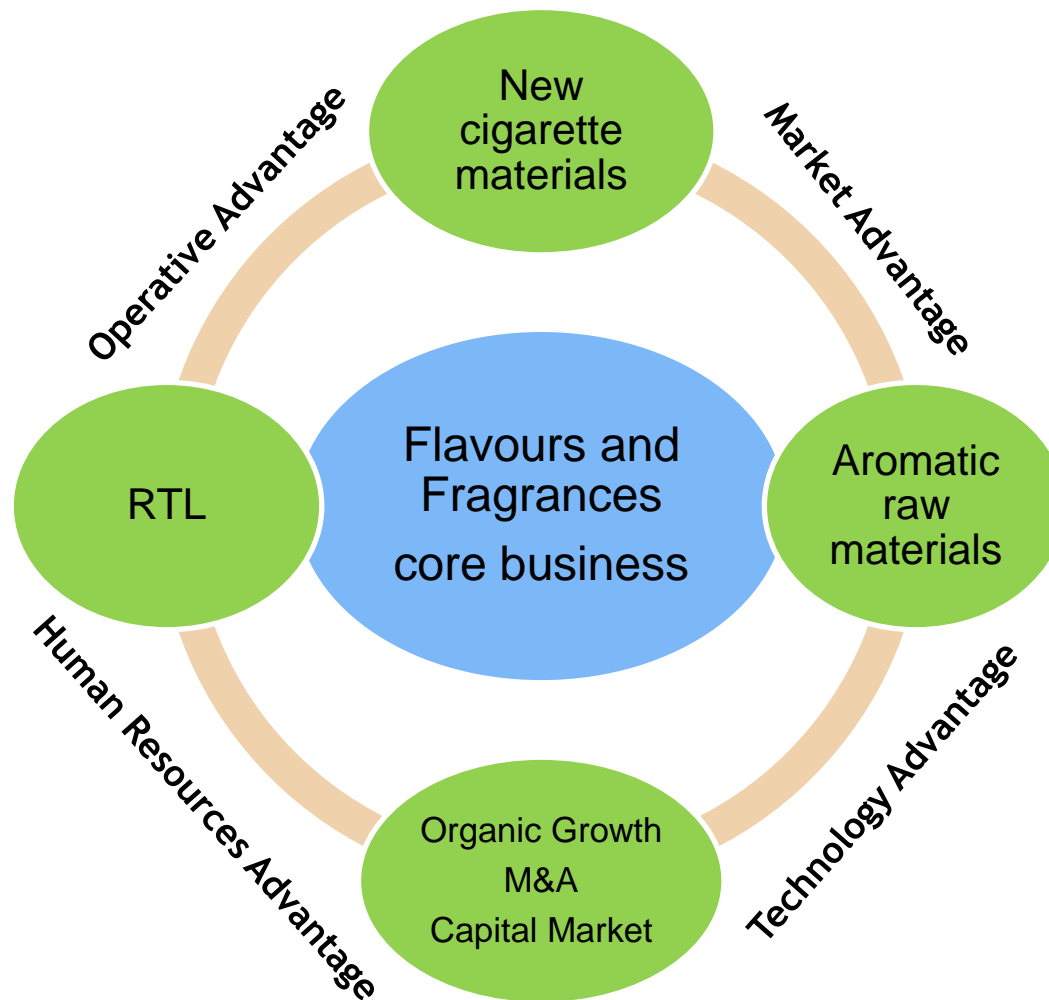 New
cigarette
materials
Operative Advantage
Market Advantage
RTL
Flavours and
Fragrances
core business
Aromatic
raw
materials
Human Resources Advantage
Technology Advantage
Organic Growth
M&A
Capital Market